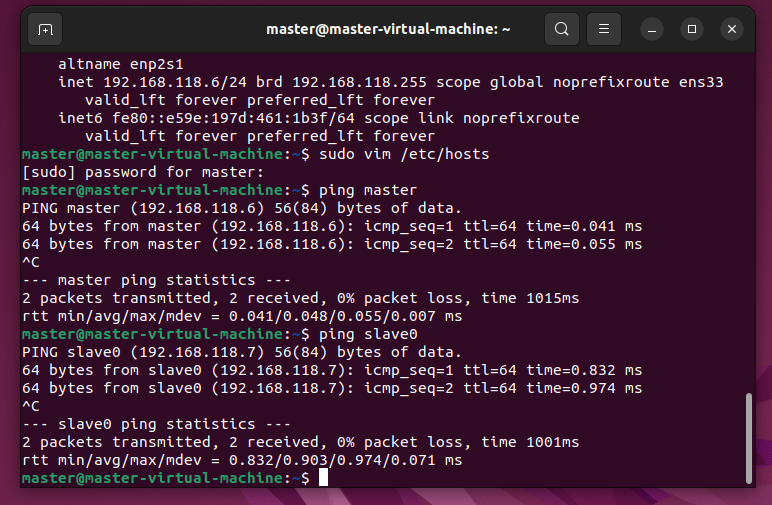 master@master-virtual-machine: ~
altname enp2s1
inet 192.168.118.6/24 brd 192.168.118.255 scope global noprefixroute ens33
valid_lft forever preferred_lft forever
inet6 fe80::e59e:197d:461:1b3f/64 scope link noprefixroute
valid_lft forever preferred_lft forever
master@master-virtual-machine:~$ sudo vim /etc/hosts
[sudo] password for master:
master@master-virtual-machine:~$ ping master
PING master (192.168.118.6) 56(84) bytes of data.
64 bytes from master (192.168.118.6): icmp_seq=1 ttl=64 time=0.041 ms
64 bytes from master (192.168.118.6): icmp_seq=2 ttl=64 time=0.055 ms
^C
--- master ping statistics ---
2 packets transmitted, 2 received, 0% packet loss, time 1015ms
rtt min/avg/max/mdev = 0.041/0.048/0.055/0.007 ms
master@master-virtual-machine:~$ ping slave0
PING slave0 (192.168.118.7) 56(84) bytes of data.
64 bytes from slave0 (192.168.118.7): icmp_seq=1 ttl=64 time=0.832 ms
64 bytes from slave0 (192.168.118.7): icmp_seq=2 ttl=64 time=0.974 ms
^C
--- slave0 ping statistics ---
2 packets transmitted, 2 received, 0% packet loss, time 1001ms
rtt min/avg/max/mdev = 0.832/0.903/0.974/0.071 ms
master@master-virtual-machine:~$